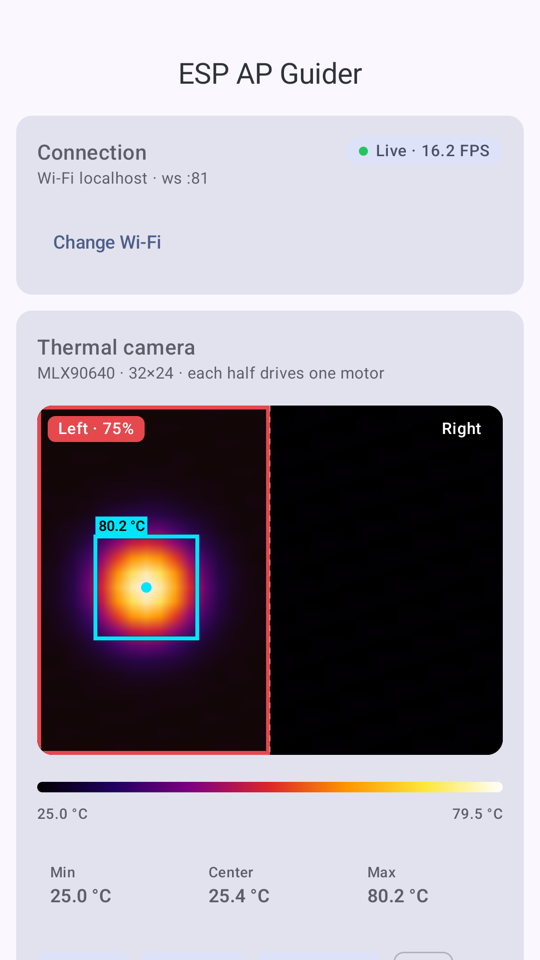 ESP AP Guider
Connection
Live · 16.2 FPS
Wi-Fi localhost · ws :81
Change Wi-Fi
Thermal camera
MLX90640 · 32×24 · each half drives one motor
Left · 75%
Right
80.2 °C
25.0 °C
79.5 °C
Min
Center
Max
25.0 °C
25.4 °C
80.2 °C